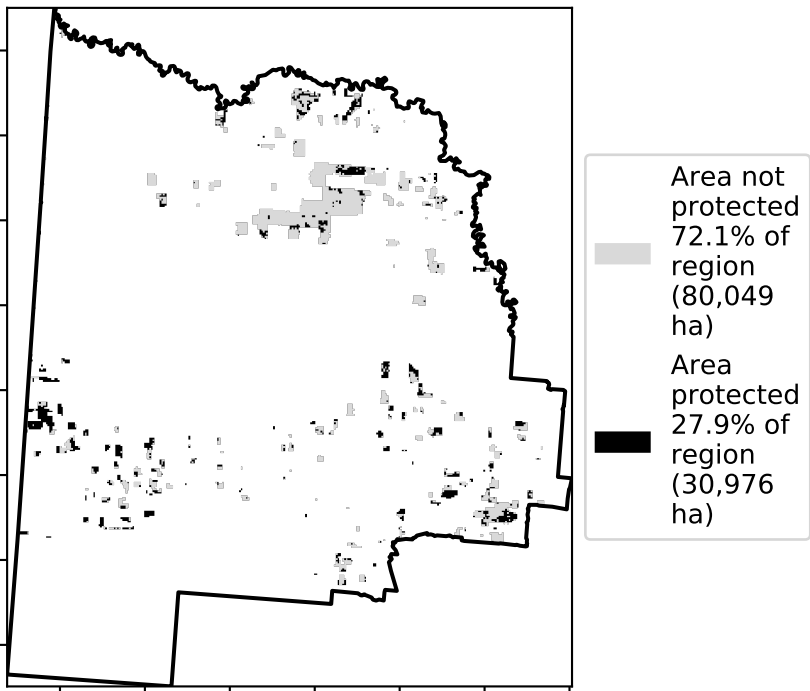 Area not
protected
72.1% of
region
(80,049
ha)
Area
protected
27.9% of
region
(30,976
ha)